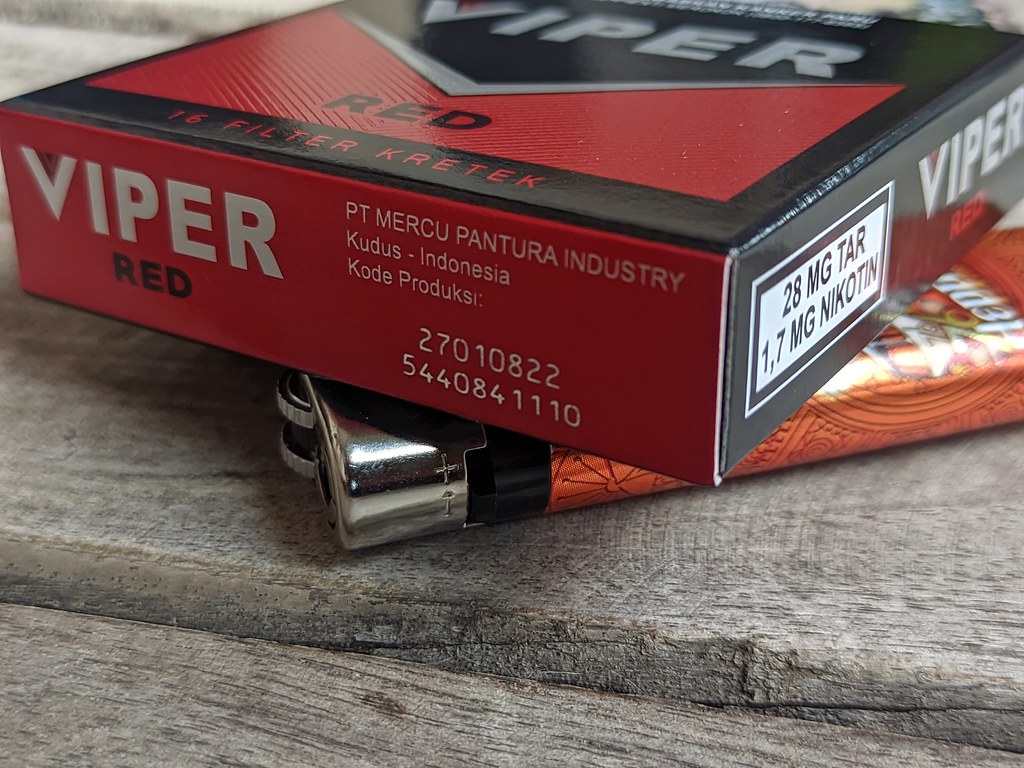 VIPER
RED
16 FILTER KRETEK
VIPER
RED
PT MERCU PANTURA INDUSTRY
Kudus - Indonesia
Kode Produksi:
27010822
5440841110
28 MG TAR
1,7 MG NIKOTIN
VIPER
RED